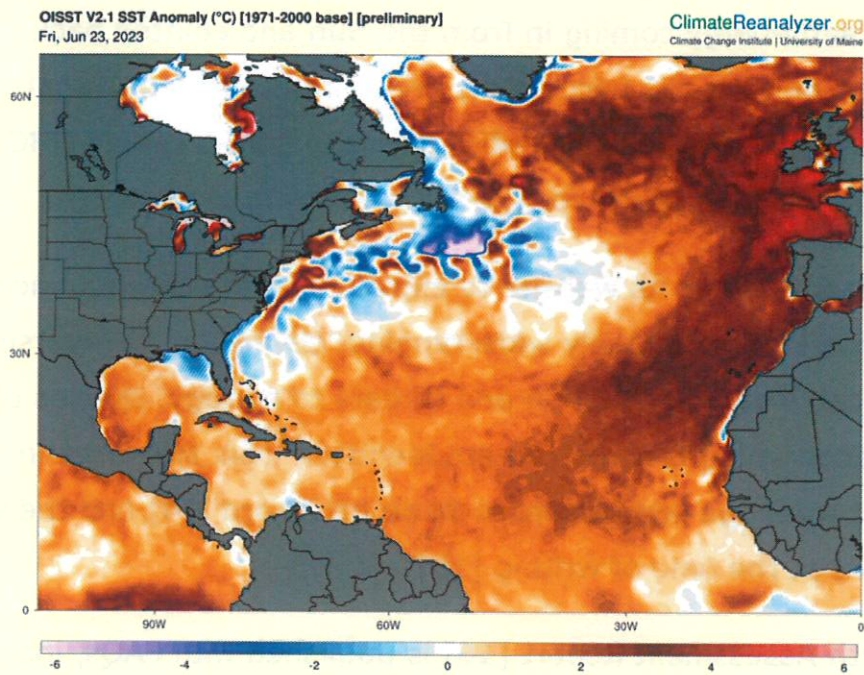 OISST V2.1 SST Anomaly (°C) [1971-2000 base] [preliminary]
Fri, Jun 23, 2023
ClimateReanalyzer.org
Climate Change Institute | University of Maine
60N
30N
0
90W
60W
30W
0
-6
-4
-2
0
2
4
6